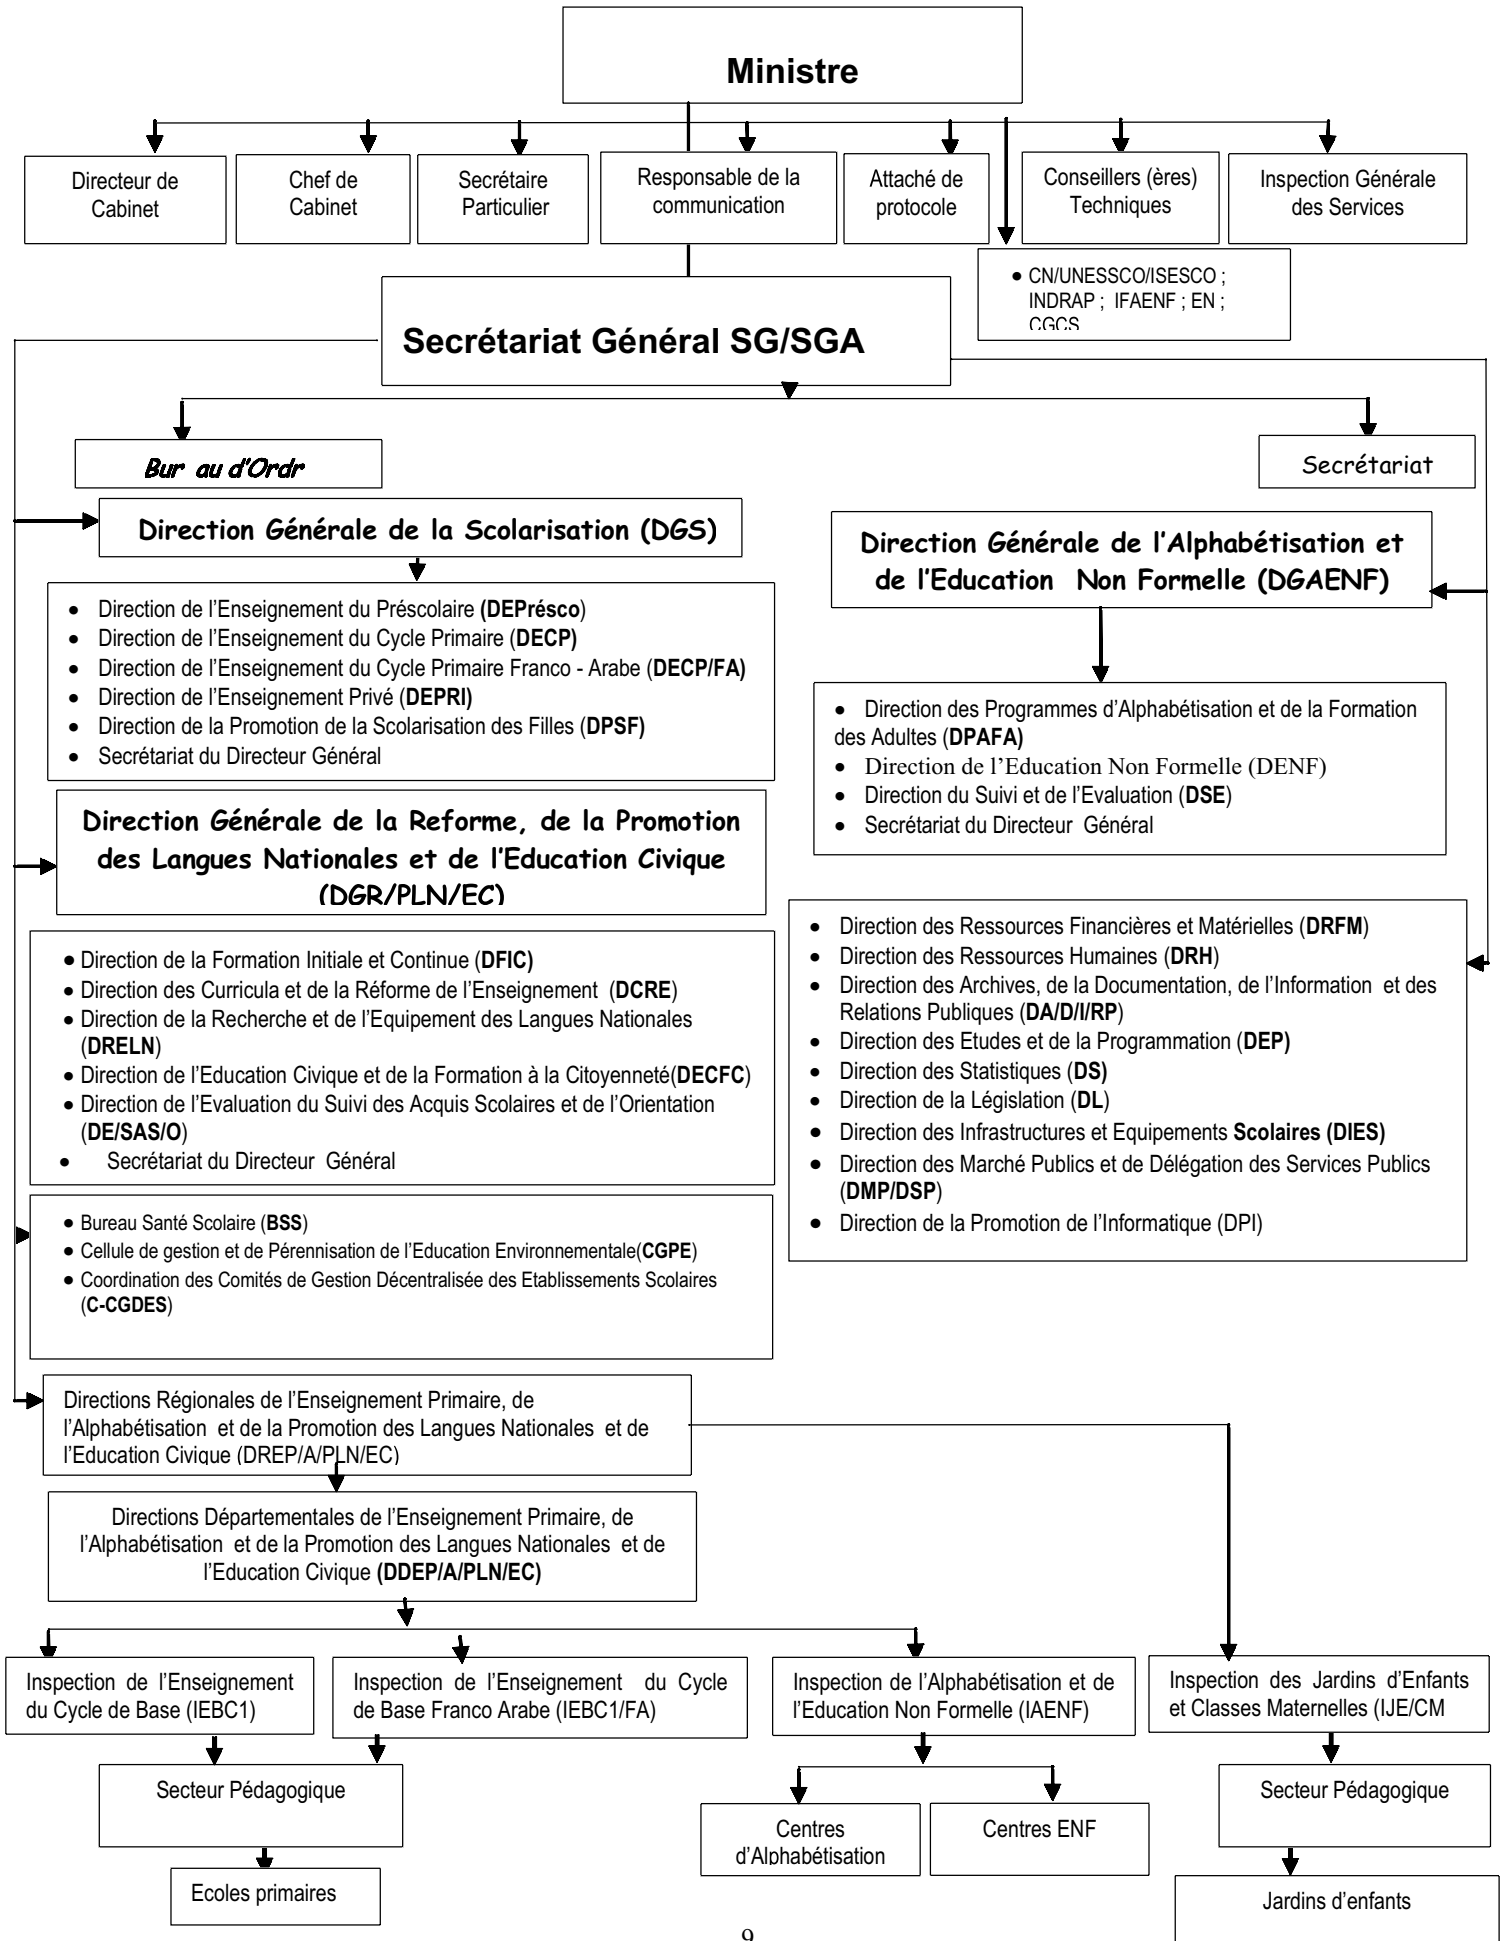 Ministre
Directeur de
Cabinet
Chef de
Cabinet
Secrétaire
Particulier
Responsable de la
communication
Attaché de
protocole
Conseillers (ères)
Techniques
Inspection Générale
des Services
● CN/UNESSCO/ISESCO ;
INDRAP ; IFAENF ; EN ;
CGCS
Secrétariat Général SG/SGA
Bur au d'Ordr
Secrétariat
Direction Générale de la Scolarisation (DGS)
• Direction de l'Enseignement du Préscolaire (DEPrésco)
• Direction de l'Enseignement du Cycle Primaire (DECP)
• Direction de l'Enseignement du Cycle Primaire Franco - Arabe (DECP/FA)
• Direction de l'Enseignement Privé (DEPRI)
• Direction de la Promotion de la Scolarisation des Filles (DPSF)
• Secrétariat du Directeur Général
Direction Générale de l'Alphabétisation et
de l'Education Non Formelle (DGAENF)
• Direction des Programmes d'Alphabétisation et de la Formation
des Adultes (DPAFA)
• Direction de l'Education Non Formelle (DENF)
• Direction du Suivi et de l'Evaluation (DSE)
• Secrétariat du Directeur Général
Direction Générale de la Reforme, de la Promotion
des Langues Nationales et de l'Education Civique
(DGR/PLN/EC)
• Direction de la Formation Initiale et Continue (DFIC)
• Direction des Curricula et de la Réforme de l'Enseignement (DCRE)
• Direction de la Recherche et de l'Equipement des Langues Nationales
(DRELN)
• Direction de l'Education Civique et de la Formation à la Citoyenneté(DECFC)
• Direction de l'Evaluation du Suivi des Acquis Scolaires et de l'Orientation
(DE/SAS/O)
• Secrétariat du Directeur Général
• Direction des Ressources Financières et Matérielles (DRFM)
• Direction des Ressources Humaines (DRH)
• Direction des Archives, de la Documentation, de l'Information et des
Relations Publiques (DA/D/I/RP)
• Direction des Etudes et de la Programmation (DEP)
• Direction des Statistiques (DS)
• Direction de la Législation (DL)
• Direction des Infrastructures et Equipements Scolaires (DIES)
• Direction des Marché Publics et de Délégation des Services Publics
(DMP/DSP)
• Direction de la Promotion de l'Informatique (DPI)
• Bureau Santé Scolaire (BSS)
• Cellule de gestion et de Pérennisation de l'Education Environnementale(CGPE)
• Coordination des Comités de Gestion Décentralisée des Etablissements Scolaires
(C-CGDES)
Directions Régionales de l'Enseignement Primaire, de
l'Alphabétisation et de la Promotion des Langues Nationales et de
l'Education Civique (DREP/A/PLN/EC)
Directions Départementales de l'Enseignement Primaire, de
l'Alphabétisation et de la Promotion des Langues Nationales et de
l'Education Civique (DDEP/A/PLN/EC)
Inspection de l'Enseignement
du Cycle de Base (IEBC1)
Inspection de l'Enseignement du Cycle
de Base Franco Arabe (IEBC1/FA)
Inspection de l'Alphabétisation et de
l'Education Non Formelle (IAENF)
Inspection des Jardins d'Enfants
et Classes Maternelles (IJE/CM
Secteur Pédagogique
Centres
d'Alphabétisation
Centres ENF
Secteur Pédagogique
Ecoles primaires
Jardins d'enfants
9